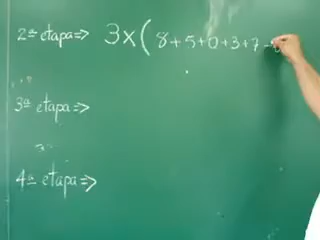 2ª etapa=> 3x( 8+5+0+3+7
3ª etapa=>
4ª etapa=>